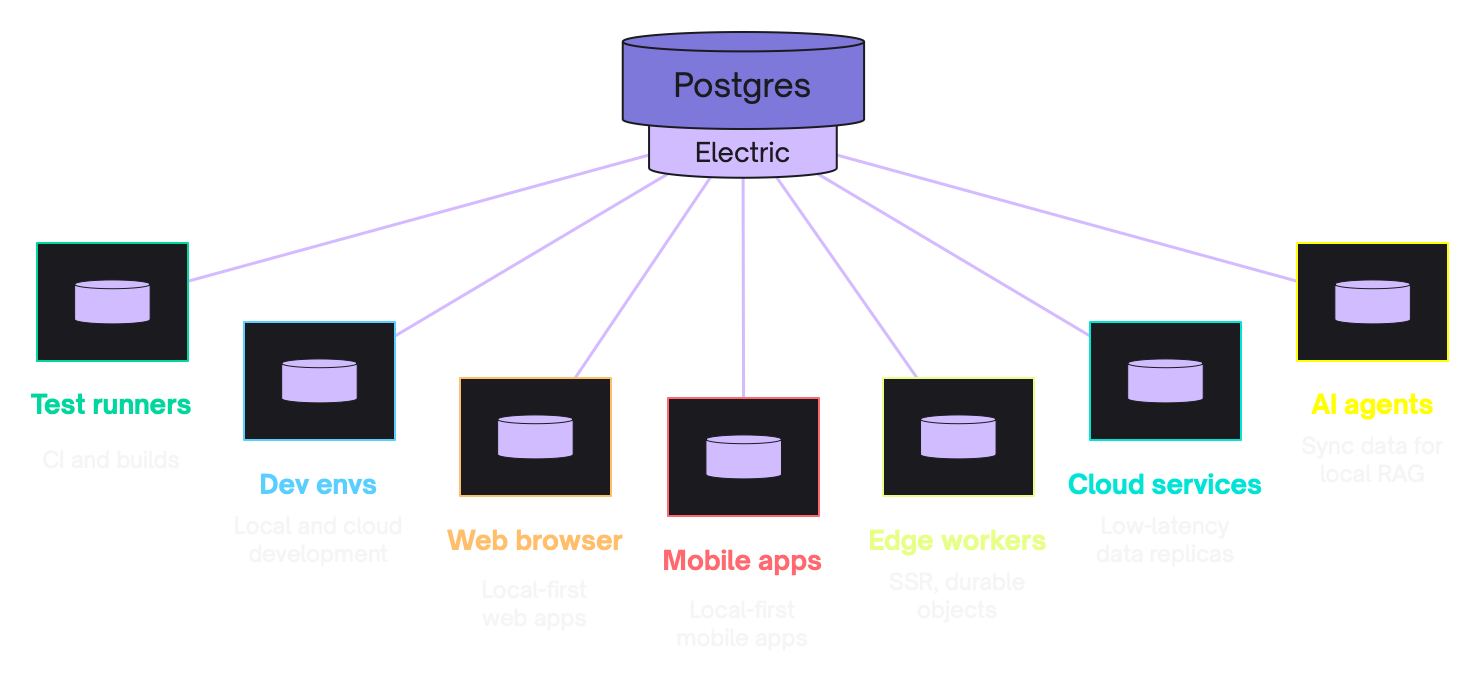 Postgres
Electric
Test runners
CI and builds
Dev envs
Local and cloud
development
Web browser
Local-first
web apps
Mobile apps
Local-first
mobile apps
Edge workers
SSR, durable
objects
Cloud services
Low-latency
data replicas
AI agents
Sync data for
local RAG